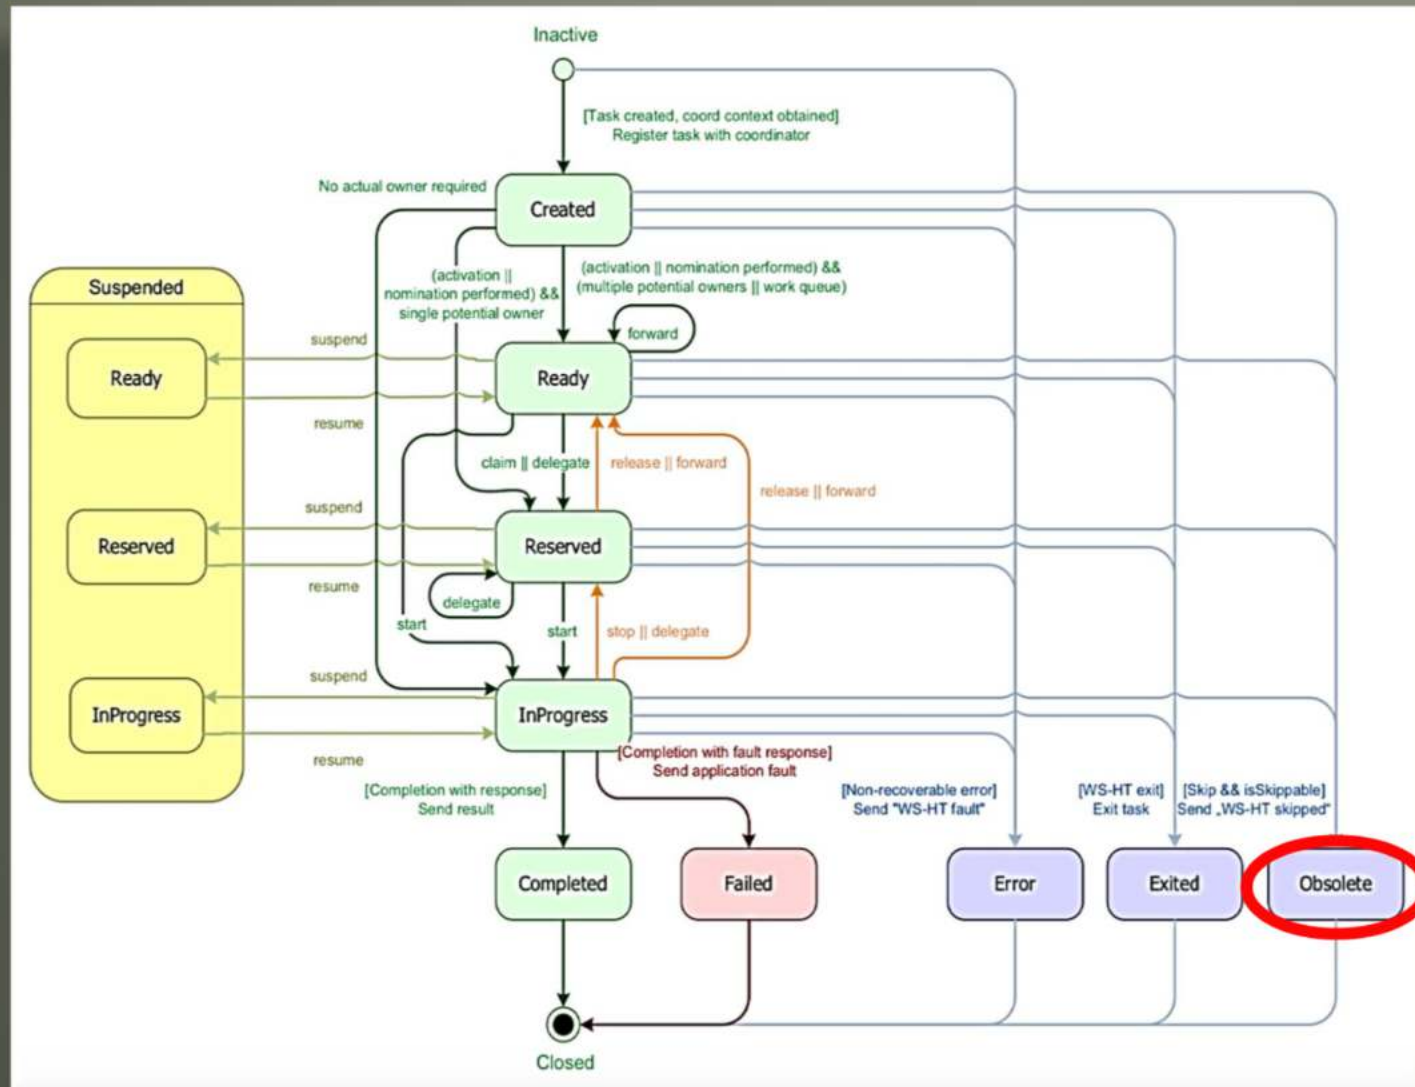 Inactive
[Task created, coord context obtained]
Register task with coordinator
No actual owner required
Created
(activation ||
nomination performed) &&
single potential owner
(activation || nomination performed) &&
(multiple potential owners || work queue)
Suspended
forward
suspend
Ready
Ready
resume
claim || delegate
release || forward
release || forward
suspend
Reserved
Reserved
resume
delegate
start
start
stop || delegate
suspend
InProgress
InProgress
resume
[Completion with response]
Send result
[Completion with fault response]
Send application fault
[Non-recoverable error]
Send "WS-HT fault"
[WS-HT exit]
Exit task
[Skip && isSkippable]
Send „WS-HT skipped"
Completed
Failed
Error
Exited
Obsolete
Closed